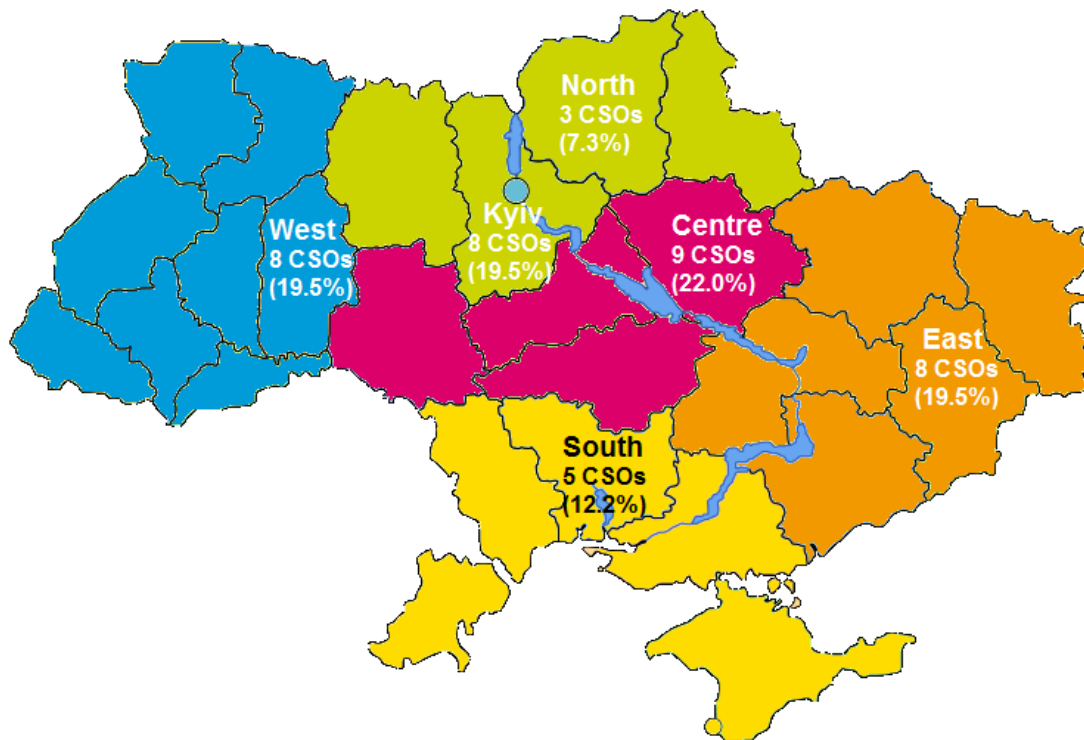 North
3 CSOs
(7.3%)
West
8 CSOs
(19.5%)
Kyiv
8 CSOs
(19.5%)
Centre
9 CSOs
(22.0%)
East
8 CSOs
(19.5%)
South
5 CSOs
(12.2%)